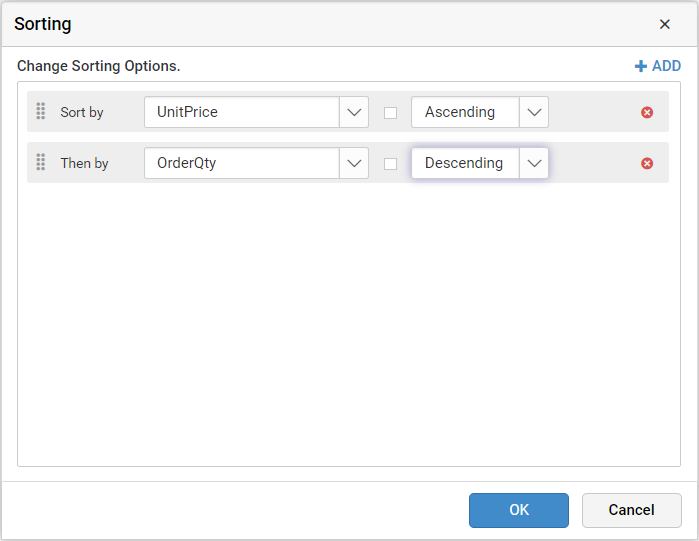 Sorting
Change Sorting Options. ADD
Sort by UnitPrice Ascending
Then by OrderQty Descending
OK Cancel